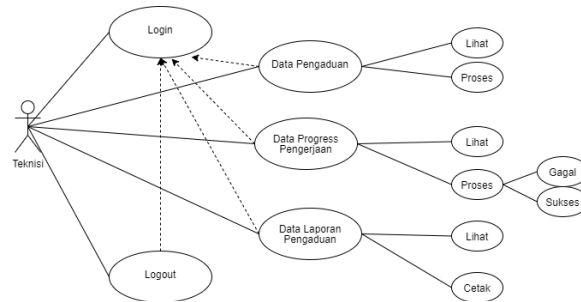 Login
Data Pengaduan
Lihat
Proses
Teknisi
Data Progress
Pengerjaan
Lihat
Proses
Gagal
Sukses
Data Laporan
Pengaduan
Lihat
Cetak
Logout